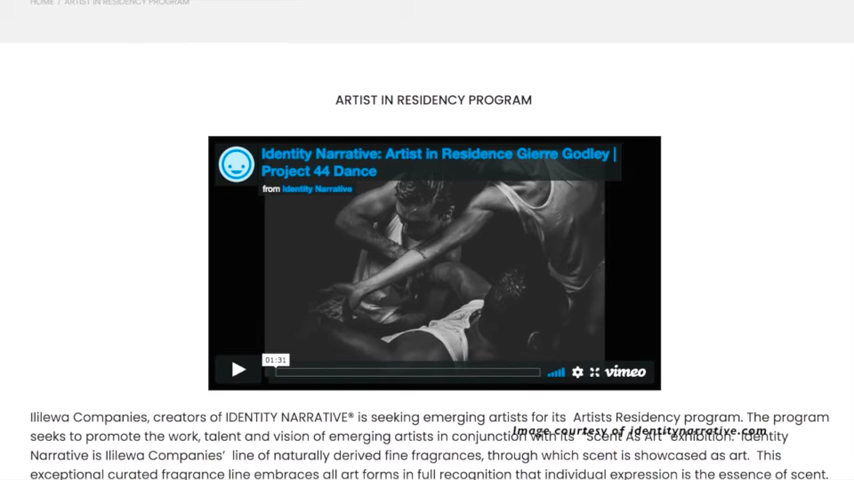 HOME / ARTIST IN RESIDENCY PROGRAM
ARTIST IN RESIDENCY PROGRAM
Identity Narrative: Artist in Residence Gierre Godley |
Project 44 Dance
from Identity Narrative
01:31
vimeo
Ililewa Companies, creators of IDENTITY NARRATIVE® is seeking emerging artists for its Artists Residency program. The program
seeks to promote the work, talent and vision of emerging artists in conjunction with its "Scent As Art" exhibition. Identity
Image courtesy of identitynarrative.com
Narrative is Ililewa Companies' line of naturally derived fine fragrances, through which scent is showcased as art. This
exceptional curated fragrance line embraces all art forms in full recognition that individual expression is the essence of scent.